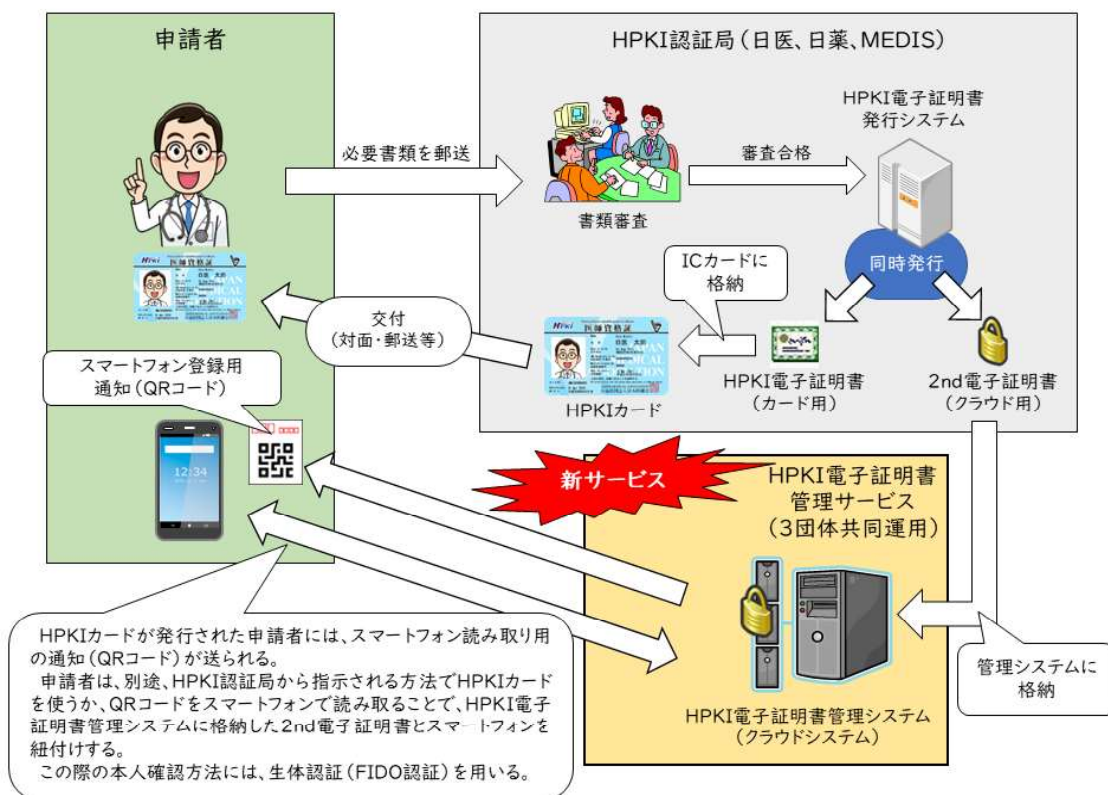 申請者
HPKI認証局(日医、日薬、MEDIS)
HPKI電子証明書
発行システム
必要書類を郵送
審査合格
書類審査
同時発行
ICカードに
格納
HPKI
医師資格証
交付
(対面・郵送等)
HPKI
医師資格証
HPKIカード
HPKI電子証明書
(カード用)
2nd電子証明書
(クラウド用)
スマートフォン登録用
通知(QRコード)
12:34
新サービス
HPKI電子証明書
管理サービス
(3団体共同運用)
HPKI電子証明書管理システム
(クラウドシステム)
管理システムに
格納
HPKIカードが発行された申請者には、スマートフォン読み取り用
の通知(QRコード)が送られる。
申請者は、別途、HPKI認証局から指示される方法でHPKIカード
を使うか、QRコードをスマートフォンで読み取ることで、HPKI電子
証明書管理システムに格納した2nd電子証明書とスマートフォンを
紐付けする。
この際の本人確認方法には、生体認証(FIDO認証)を用いる。